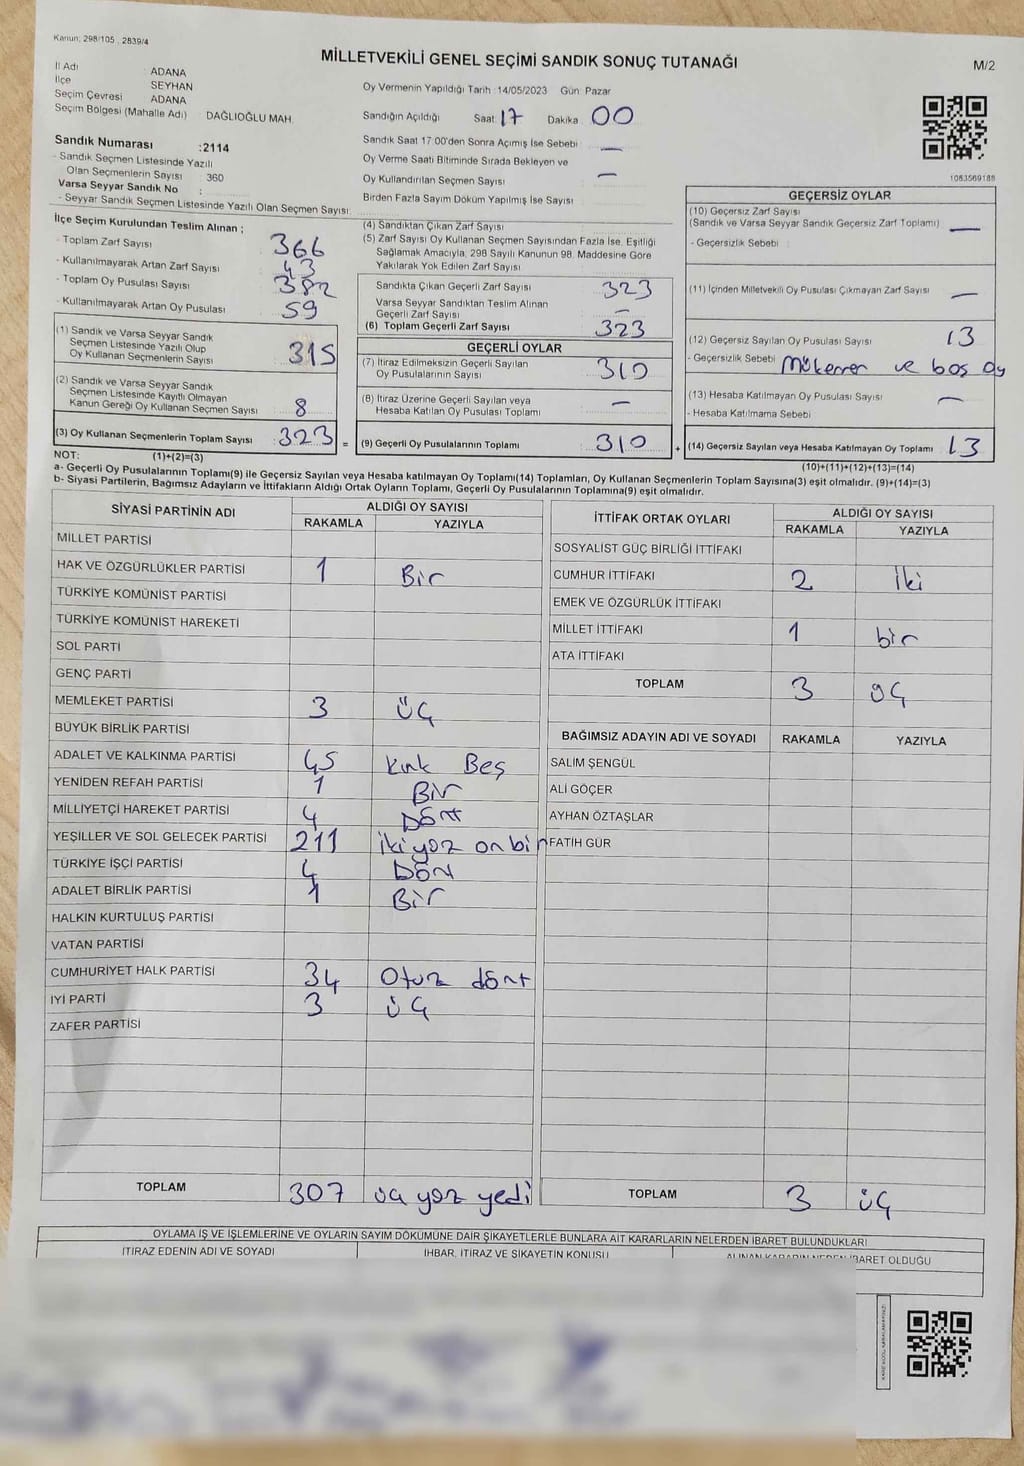 Kanun: 298/105 , 2839/4
MİLLETVEKİLİ GENEL SEÇİMİ SANDIK SONUÇ TUTANAĞI
M/2
İl Adı ADANA
İlçe SEYHAN
Seçim Çevresi ADANA
Seçim Bölgesi (Mahalle Adı) DAĞLIOĞLU MAH.
Sandık Numarası :2114
- Sandık Seçmen Listesinde Yazılı
Olan Seçmenlerin Sayısı : 360
Varsa Seyyar Sandık No :
- Seyyar Sandık Seçmen Listesinde Yazılı Olan Seçmen Sayısı:
Oy Vermenin Yapıldığı Tarih :14/05/2023 Gün: Pazar
Sandığın Açıldığı Saat 17 Dakika 00
Sandık Saat 17.00'den Sonra Açımış İse Sebebi —
Oy Verme Saati Bitiminde Sırada Bekleyen ve
Oy Kullandırılan Seçmen Sayısı —
Birden Fazla Sayım Döküm Yapılmış İse Sayısı
1083569188
İlçe Seçim Kurulundan Teslim Alınan ;
- Toplam Zarf Sayısı : 366
- Kullanılmayarak Artan Zarf Sayısı : 43
- Toplam Oy Pusulası Sayısı : 382
- Kullanılmayarak Artan Oy Pusulası : 59
(1) Sandık ve Varsa Seyyar Sandık
Seçmen Listesinde Yazılı Olup
Oy Kullanan Seçmenlerin Sayısı : 315
(2) Sandık ve Varsa Seyyar Sandık
Seçmen Listesinde Kayıtlı Olmayan
Kanun Gereği Oy Kullanan Seçmen Sayısı : 8
(3) Oy Kullanan Seçmenlerin Toplam Sayısı : 323 =
(4) Sandıktan Çıkan Zarf Sayısı
(5) Zarf Sayısı Oy Kullanan Seçmen Sayısından Fazla İse, Eşitliği
Sağlamak Amacıyla, 298 Sayılı Kanunun 98. Maddesine Göre
Yakılarak Yok Edilen Zarf Sayısı
Sandıkta Çıkan Geçerli Zarf Sayısı 323
Varsa Seyyar Sandıktan Teslim Alınan
Geçerli Zarf Sayısı —
(6) Toplam Geçerli Zarf Sayısı 323
GEÇERLİ OYLAR
(7) İtiraz Edilmeksizin Geçerli Sayılan
Oy Pusulalarının Sayısı 310
(8) İtiraz Üzerine Geçerli Sayılan veya
Hesaba Katılan Oy Pusulası Toplamı —
(9) Geçerli Oy Pusulalarının Toplamı 310 +
GEÇERSİZ OYLAR
(10) Geçersiz Zarf Sayısı
(Sandık ve Varsa Seyyar Sandık Geçersiz Zarf Toplamı) —
- Geçersizlik Sebebi :
(11) İçinden Milletvekili Oy Pusulası Çıkmayan Zarf Sayısı —
(12) Geçersiz Sayılan Oy Pusulası Sayısı 13
- Geçersizlik Sebebi Mükerrer ve boş oy
(13) Hesaba Katılmayan Oy Pusulası Sayısı —
- Hesaba Katılmama Sebebi
(14) Geçersiz Sayılan veya Hesaba Katılmayan Oy Toplamı 13
NOT: (1)+(2)=(3)
(10)+(11)+(12)+(13)=(14)
a- Geçerli Oy Pusulalarının Toplamı(9) ile Geçersiz Sayılan veya Hesaba katılmayan Oy Toplamı(14) Toplamları, Oy Kullanan Seçmenlerin Toplam Sayısına(3) eşit olmalıdır. (9)+(14)=(3)
b- Siyasi Partilerin, Bağımsız Adayların ve İttifakların Aldığı Ortak Oyların Toplamı, Geçerli Oy Pusulalarının Toplamına(9) eşit olmalıdır.
SİYASİ PARTİNİN ADI ALDIĞI OY SAYISI
RAKAMLA YAZIYLA
MİLLET PARTİSİ
HAK VE ÖZGÜRLÜKLER PARTİSİ 1 Bir
TÜRKİYE KOMÜNİST PARTİSİ
TÜRKİYE KOMÜNİST HAREKETİ
SOL PARTİ
GENÇ PARTİ
MEMLEKET PARTİSİ 3 üç
BÜYÜK BİRLİK PARTİSİ
ADALET VE KALKINMA PARTİSİ 45 Kırk Beş
YENİDEN REFAH PARTİSİ 1 Bir
MİLLİYETÇİ HAREKET PARTİSİ 4 Dört
YEŞİLLER VE SOL GELECEK PARTİSİ 211 ikiyüz onbir
TÜRKİYE İŞÇİ PARTİSİ 4 Dört
ADALET BİRLİK PARTİSİ 1 Bir
HALKIN KURTULUŞ PARTİSİ
VATAN PARTİSİ
CUMHURİYET HALK PARTİSİ 34 Otuz dört
İYİ PARTİ 3 üç
ZAFER PARTİSİ
TOPLAM 307 üç yüz yedi
İTTİFAK ORTAK OYLARI ALDIĞI OY SAYISI
RAKAMLA YAZIYLA
SOSYALİST GÜÇ BİRLİĞİ İTTİFAKI
CUMHUR İTTİFAKI 2 İki
EMEK VE ÖZGÜRLÜK İTTİFAKI
MİLLET İTTİFAKI 1 bir
ATA İTTİFAKI
TOPLAM 3 üç
BAĞIMSIZ ADAYIN ADI VE SOYADI RAKAMLA YAZIYLA
SALİM ŞENGÜL
ALİ GÖÇER
AYHAN ÖZTAŞLAR
FATİH GÜR
TOPLAM 3 üç
OYLAMA İŞ VE İŞLEMLERİNE VE OYLARIN SAYIM DÖKÜMÜNE DAİR ŞİKAYETLERLE BUNLARA AİT KARARLARIN NELERDEN İBARET BULUNDUKLARI
İTİRAZ EDENİN ADI VE SOYADI İHBAR, İTİRAZ VE ŞİKAYETİN KONUSU ALINAN KARARIN NEDEN İBARET OLDUĞU